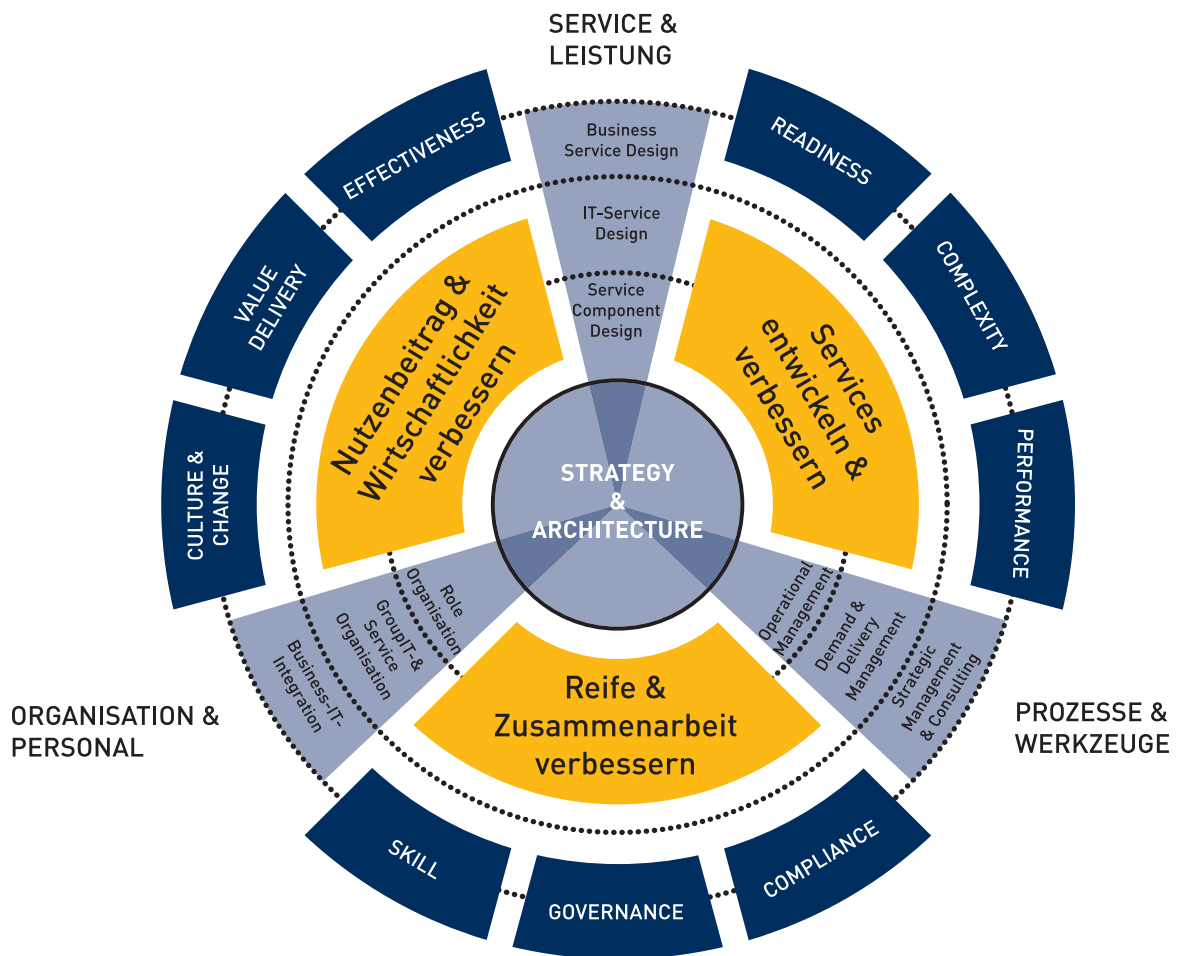 SERVICE &
LEISTUNG
EFFECTIVENESS
READINESS
Business
Service Design
IT-Service
Design
Service
Component
Design
VALUE
DELIVERY
COMPLEXITY
Nutzenbeitrag &
Wirtschaftlichkeit
verbessern
Services
entwickeln &
verbessern
CULTURE &
CHANGE
PERFORMANCE
STRATEGY
&
ARCHITECTURE
Role
Organisation
GroupIT-&
Service
Organisation
Business-IT-
Integration
Operational
Management
Demand &
Delivery
Management
Strategic
Management
& Consulting
Reife &
Zusammenarbeit
verbessern
ORGANISATION &
PERSONAL
PROZESSE &
WERKZEUGE
SKILL
GOVERNANCE
COMPLIANCE